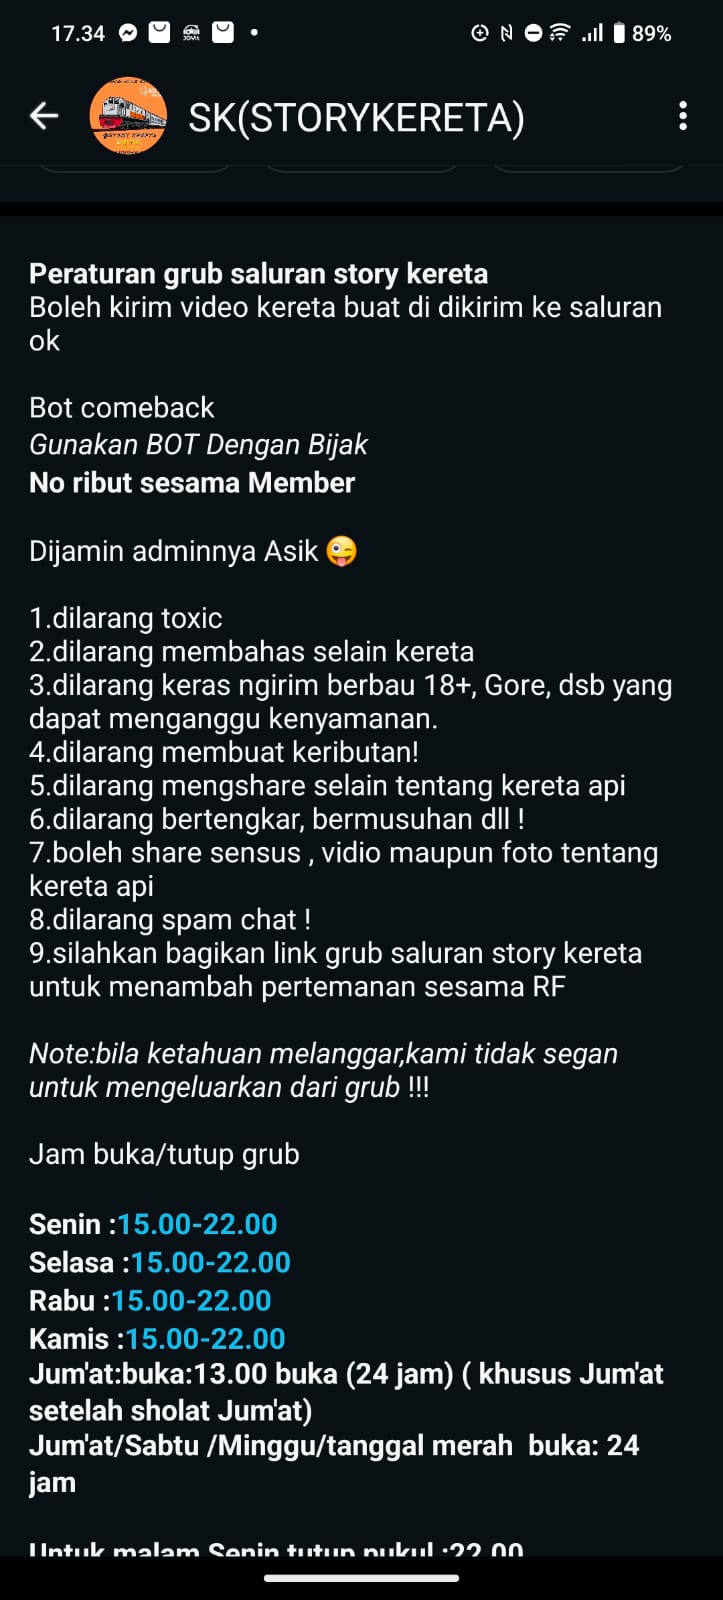 17.34
89%
SK(STORYKERETA)
Peraturan grub saluran story kereta
Boleh kirim video kereta buat di dikirim ke saluran
ok
Bot comeback
Gunakan BOT Dengan Bijak
No ribut sesama Member
Dijamin adminnya Asik 😜
1.dilarang toxic
2.dilarang membahas selain kereta
3.dilarang keras ngirim berbau 18+, Gore, dsb yang
dapat menganggu kenyamanan.
4.dilarang membuat keributan!
5.dilarang mengshare selain tentang kereta api
6.dilarang bertengkar, bermusuhan dll !
7.boleh share sensus , vidio maupun foto tentang
kereta api
8.dilarang spam chat !
9.silahkan bagikan link grub saluran story kereta
untuk menambah pertemanan sesama RF
Note:bila ketahuan melanggar,kami tidak segan
untuk mengeluarkan dari grub !!!
Jam buka/tutup grub
Senin :15.00-22.00
Selasa :15.00-22.00
Rabu :15.00-22.00
Kamis :15.00-22.00
Jum'at:buka:13.00 buka (24 jam) ( khusus Jum'at
setelah sholat Jum'at)
Jum'at/Sabtu /Minggu/tanggal merah  buka: 24
jam
Untuk malam Senin tutup pukul :22.00